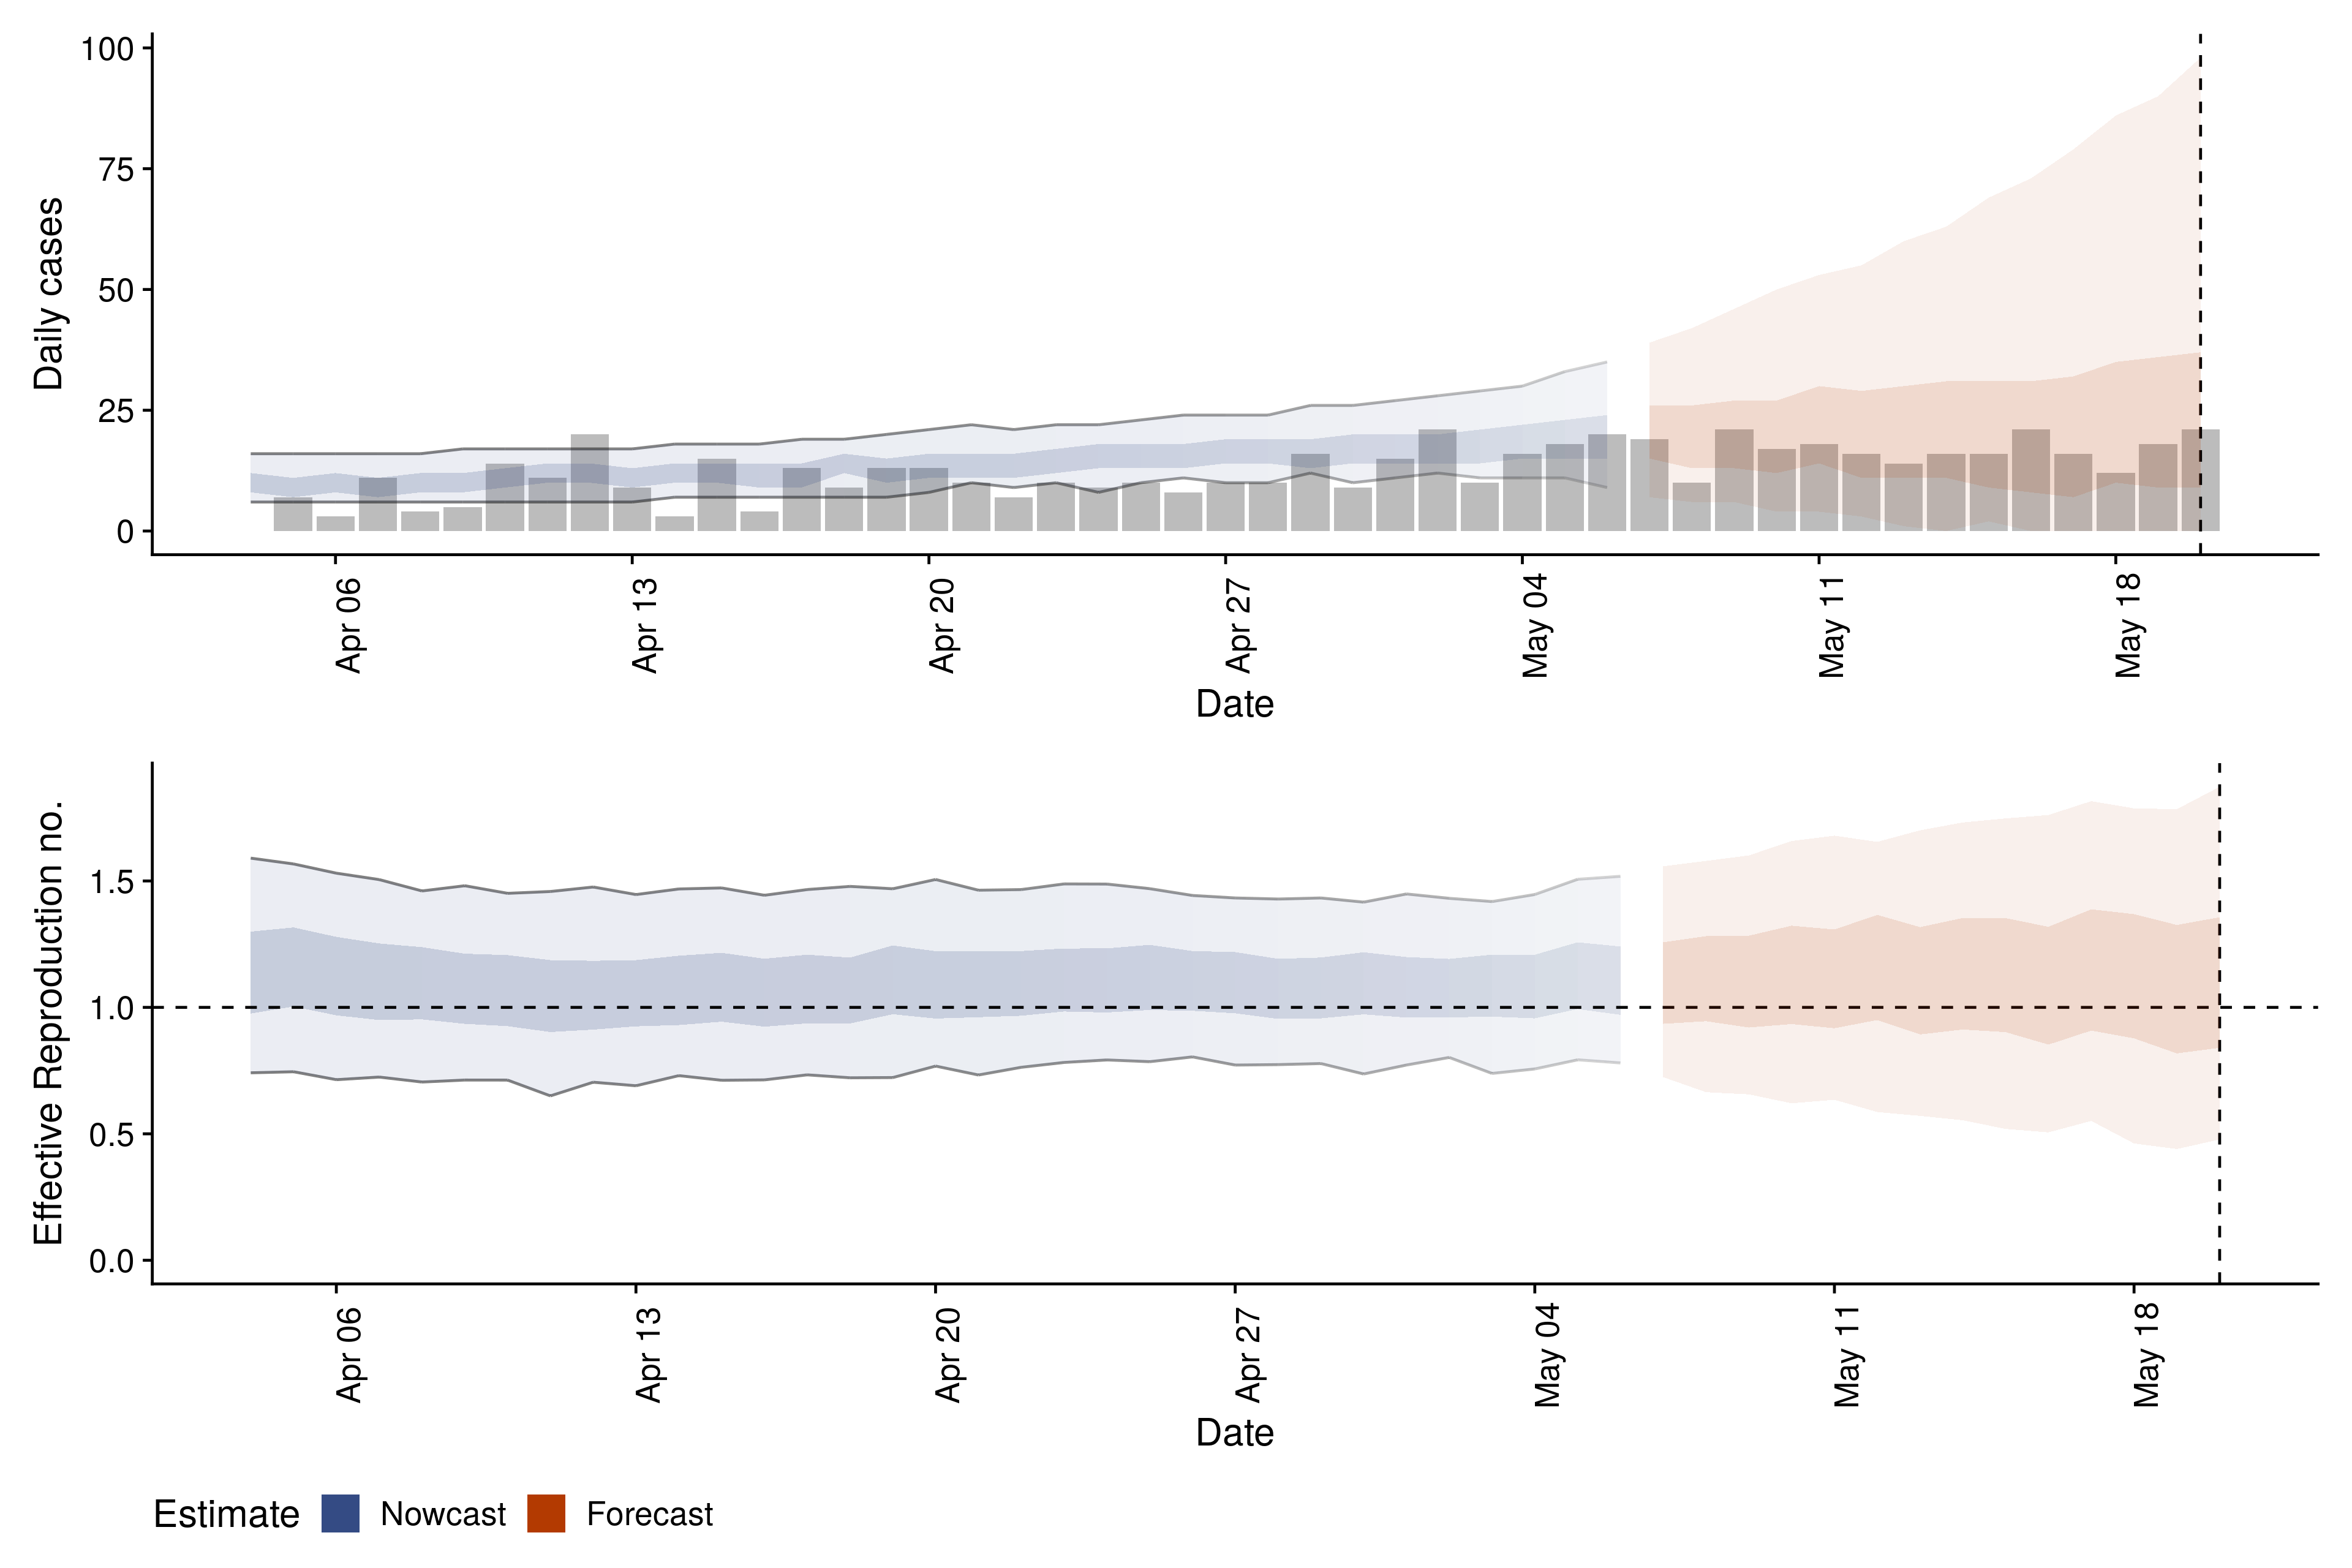 100
75
50
25
0
Daily cases
Apr 06
Apr 13
Apr 20
Apr 27
May 04
May 11
May 18
Date
1.5
1.0
0.5
0.0
Effective Reproduction no.
Apr 06
Apr 13
Apr 20
Apr 27
May 04
May 11
May 18
Date
Estimate Nowcast Forecast